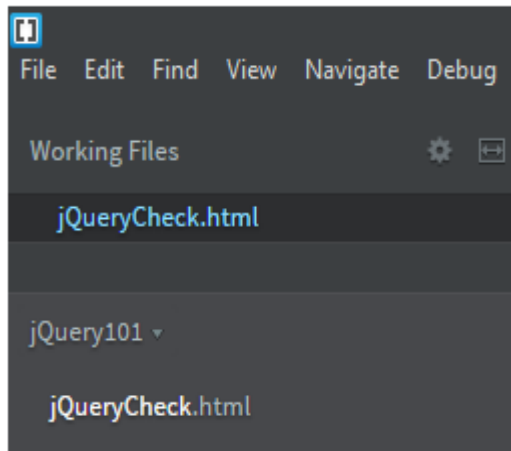 File Edit Find View Navigate Debug
Working Files
jQueryCheck.html
jQuery101
jQueryCheck.html